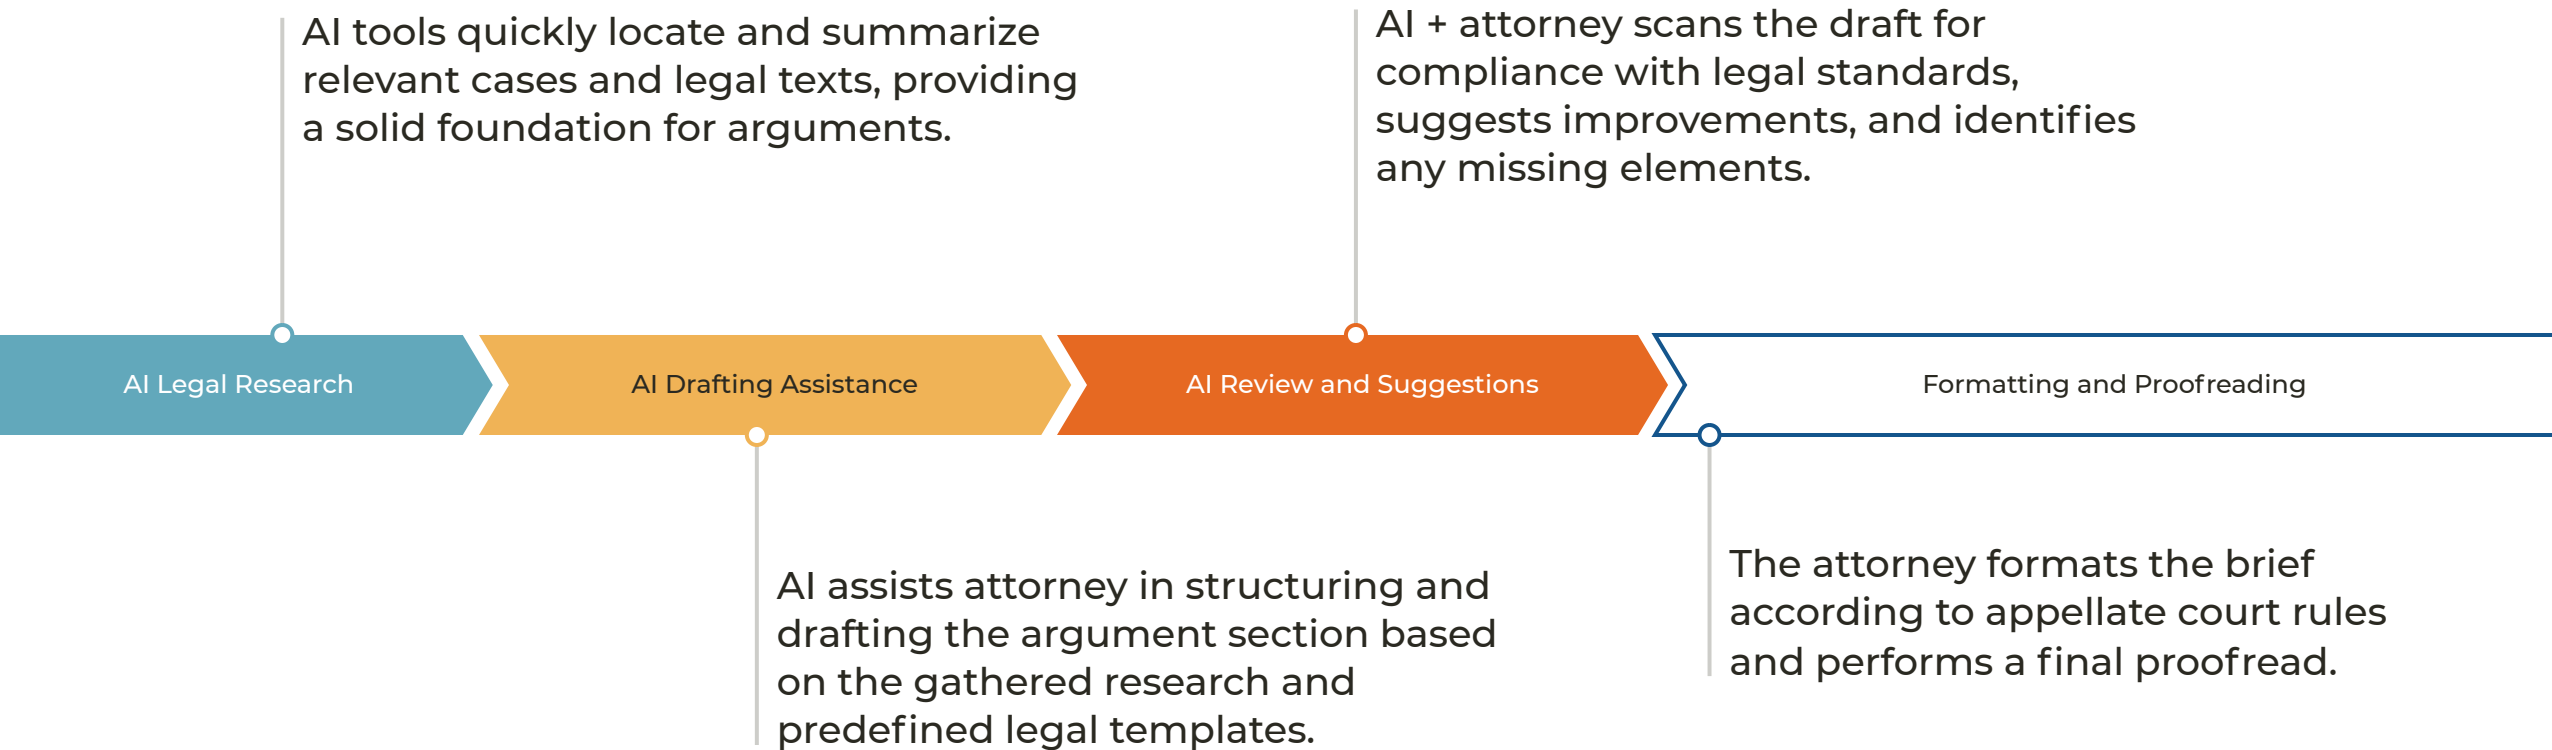 AI tools quickly locate and summarize
relevant cases and legal texts, providing
a solid foundation for arguments.
AI + attorney scans the draft for
compliance with legal standards,
suggests improvements, and identifies
any missing elements.
AI Legal Research
AI Drafting Assistance
AI Review and Suggestions
Formatting and Proofreading
AI assists attorney in structuring and
drafting the argument section based
on the gathered research and
predefined legal templates.
The attorney formats the brief
according to appellate court rules
and performs a final proofread.